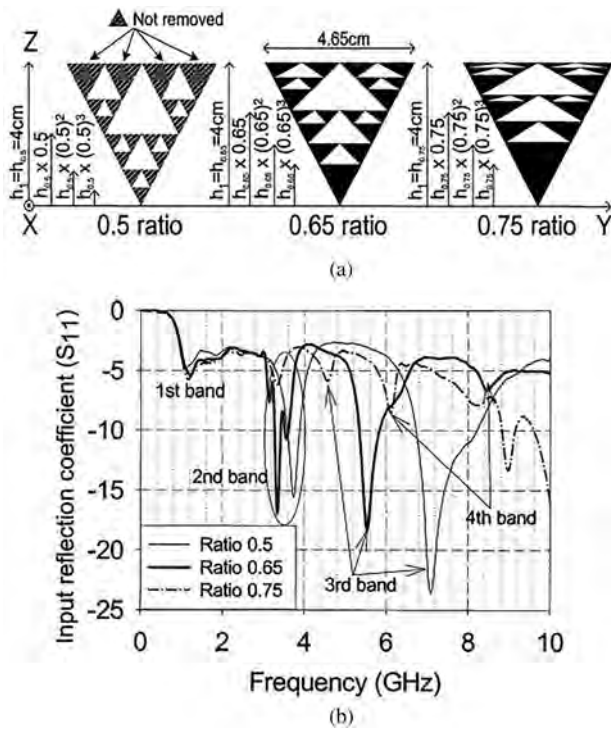 Not removed
Z
4.65cm
h₁=h₀.₅=4cm
h₀.₅ x 0.5
h₀.₅ x (0.5)²
h₀.₅ x (0.5)³
h₁=h₀.₆₅=4cm
h₀.₆₅ x 0.65
h₀.₆₅ x (0.65)²
h₀.₆₅ x (0.65)³
h₁=h₀.₇₅=4cm
h₀.₇₅ x 0.75
h₀.₇₅ x (0.75)²
h₀.₇₅ x (0.75)³
X 0.5 ratio 0.65 ratio 0.75 ratio Y
(a)
Input reflection coefficient (S₁₁)
0
-5
-10
-15
-20
-25
1st band
2nd band
4th band
3rd band
Ratio 0.5
Ratio 0.65
Ratio 0.75
0 2 4 6 8 10
Frequency (GHz)
(b)